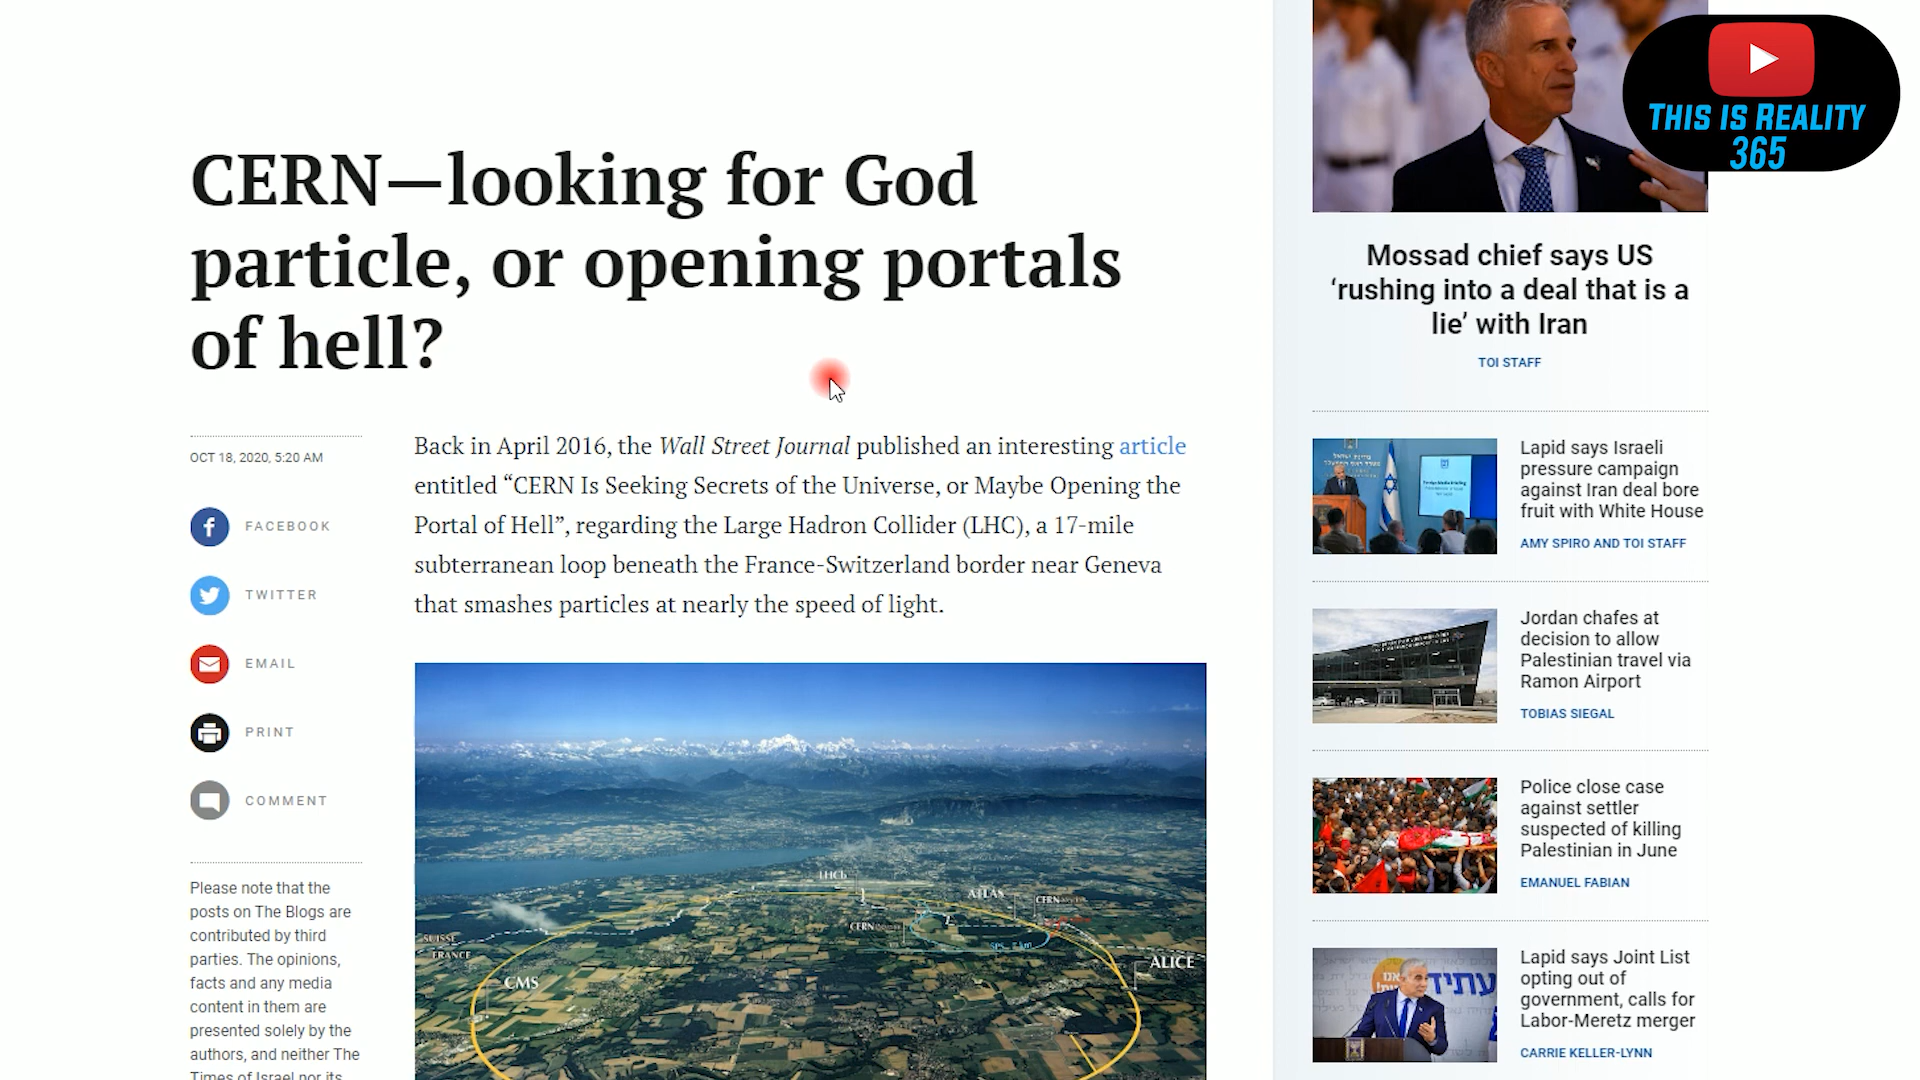 CERN—looking for God
particle, or opening portals
of hell?
OCT 18, 2020, 5:20 AM
FACEBOOK
TWITTER
EMAIL
PRINT
COMMENT
Please note that the
posts on The Blogs are
contributed by third
parties. The opinions,
facts and any media
content in them are
presented solely by the
authors, and neither The
Times of Israel nor its
Back in April 2016, the Wall Street Journal published an interesting article
entitled “CERN Is Seeking Secrets of the Universe, or Maybe Opening the
Portal of Hell”, regarding the Large Hadron Collider (LHC), a 17-mile
subterranean loop beneath the France-Switzerland border near Geneva
that smashes particles at nearly the speed of light.
LHCb
ATLAS
CERN
CERN
SUISSE
FRANCE
CMS
ALICE
THIS IS REALITY
365
Mossad chief says US
‘rushing into a deal that is a
lie’ with Iran
TOI STAFF
Lapid says Israeli
pressure campaign
against Iran deal bore
fruit with White House
AMY SPIRO AND TOI STAFF
Jordan chafes at
decision to allow
Palestinian travel via
Ramon Airport
TOBIAS SIEGAL
Police close case
against settler
suspected of killing
Palestinian in June
EMANUEL FABIAN
Lapid says Joint List
opting out of
government, calls for
Labor-Meretz merger
CARRIE KELLER-LYNN